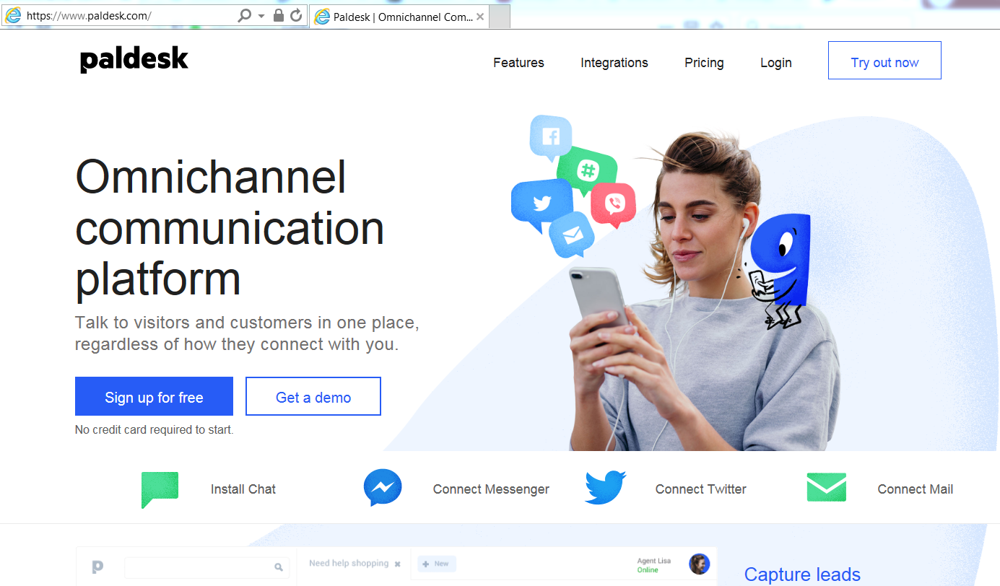 https://www.paldesk.com/
Paldesk | Omnichannel Com...
paldesk
Features
Integrations
Pricing
Login
Try out now
Omnichannel
communication
platform
Talk to visitors and customers in one place,
regardless of how they connect with you.
Sign up for free
Get a demo
No credit card required to start.
Install Chat
Connect Messenger
Connect Twitter
Connect Mail
Need help shopping
New
Agent Lisa
Online
Capture leads